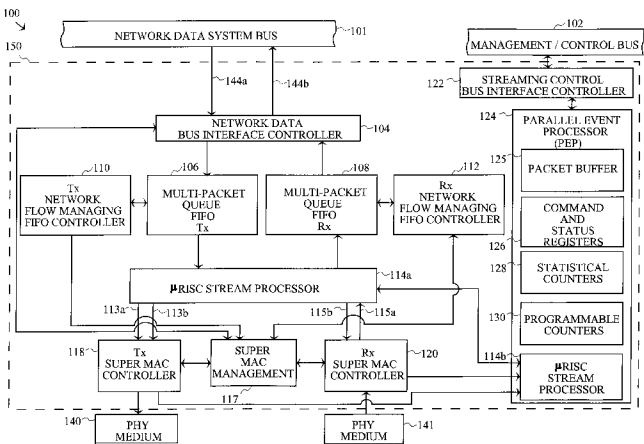 100
101
NETWORK DATA SYSTEM BUS
102
MANAGEMENT / CONTROL BUS
150
144a
144b
122
STREAMING CONTROL
BUS INTERFACE CONTROLLER
NETWORK DATA
BUS INTERFACE CONTROLLER
104
124
PARALLEL EVENT
PROCESSOR
(PEP)
125
PACKET BUFFER
110
Tx
NETWORK
FLOW MANAGING
FIFO CONTROLLER
106
MULTI-PACKET
QUEUE
FIFO
Tx
108
MULTI-PACKET
QUEUE
FIFO
Rx
112
Rx
NETWORK
FLOW MANAGING
FIFO CONTROLLER
COMMAND
AND
STATUS
REGISTERS
126
128
STATISTICAL
COUNTERS
μRISC STREAM PROCESSOR
114a
113a
113b
115b
115a
130
PROGRAMMABLE
COUNTERS
118
Tx
SUPER MAC
CONTROLLER
SUPER
MAC
MANAGEMENT
117
Rx
SUPER MAC
CONTROLLER
120
114b
μRISC
STREAM
PROCESSOR
140
PHY
MEDIUM
PHY
MEDIUM
141